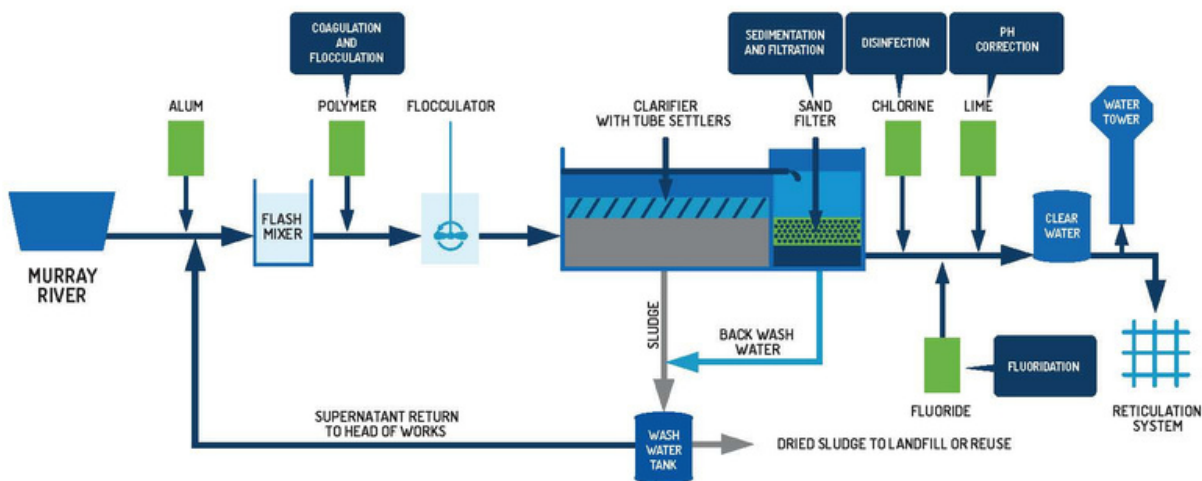 COAGULATION
AND
FLOCCULATION
SEDIMENTATION
AND FILTRATION
DISINFECTION
PH
CORRECTION
ALUM
POLYMER
FLOCCULATOR
CLARIFIER
WITH TUBE SETTLERS
SAND
FILTER
CHLORINE
LIME
WATER
TOWER
FLASH
MIXER
CLEAR
WATER
MURRAY
RIVER
SLUDGE
BACK WASH
WATER
FLUORIDATION
FLUORIDE
RETICULATION
SYSTEM
SUPERNATANT RETURN
TO HEAD OF WORKS
WASH
WATER
TANK
DRIED SLUDGE TO LANDFILL OR REUSE